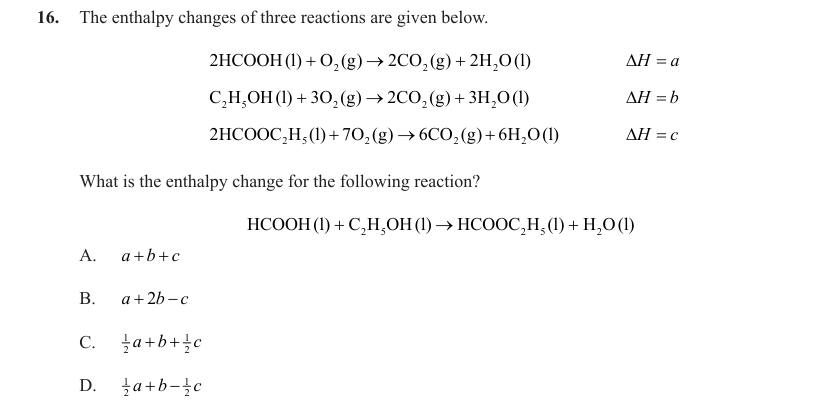 16. The enthalpy changes of three reactions are given below.
2HCOOH(l) + O₂(g) → 2CO₂(g) + 2H₂O(l) ΔH = a
C₂H₅OH(l) + 3O₂(g) → 2CO₂(g) + 3H₂O(l) ΔH = b
2HCOOC₂H₅(l) + 7O₂(g) → 6CO₂(g) + 6H₂O(l) ΔH = c
What is the enthalpy change for the following reaction?
HCOOH(l) + C₂H₅OH(l) → HCOOC₂H₅(l) + H₂O(l)
A. a + b + c
B. a + 2b − c
C. ½a + b + ½c
D. ½a + b − ½c